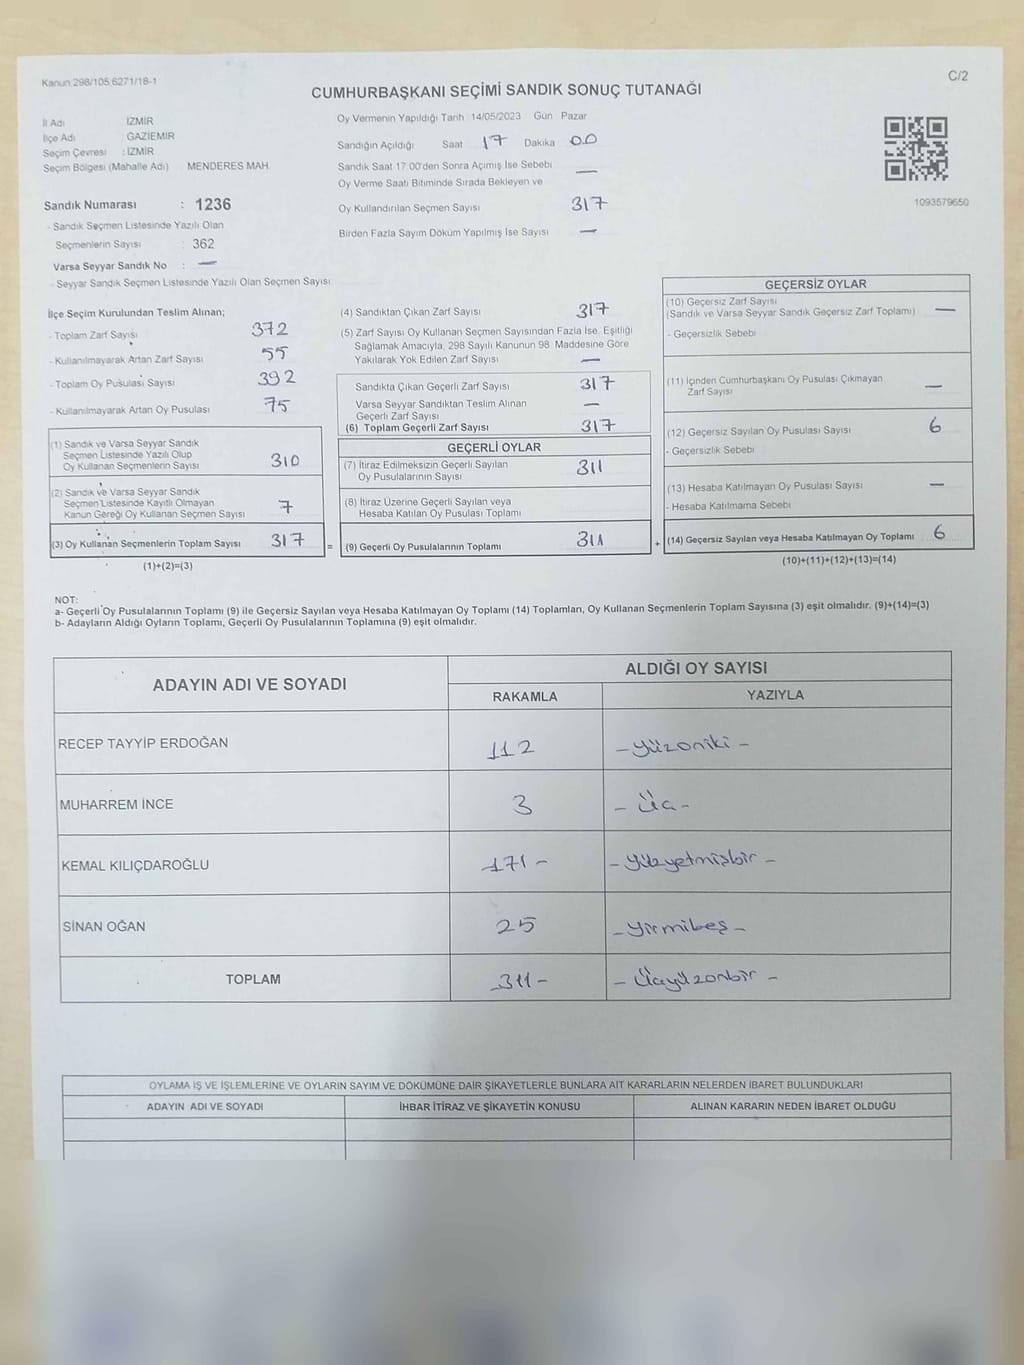 Kanun 298/105,6271/18-1
C/2
CUMHURBAŞKANI SEÇİMİ SANDIK SONUÇ TUTANAĞI
İl Adı İZMİR
İlçe Adı GAZİEMİR
Seçim Çevresi : İZMİR
Seçim Bölgesi (Mahalle Adı) MENDERES MAH.
Sandık Numarası : 1236
- Sandık Seçmen Listesinde Yazılı Olan
Seçmenlerin Sayısı : 362
Varsa Seyyar Sandık No : —
- Seyyar Sandık Seçmen Listesinde Yazılı Olan Seçmen Sayısı
Oy Vermenin Yapıldığı Tarih 14/05/2023 Gün Pazar
Sandığın Açıldığı Saat 17 Dakika 00
Sandık Saat 17:00'den Sonra Açımış İse Sebebi —
Oy Verme Saati Bitiminde Sırada Bekleyen ve
Oy Kullandırılan Seçmen Sayısı 317
Birden Fazla Sayım Döküm Yapılmış İse Sayısı —
1093579650
İlçe Seçim Kurulundan Teslim Alınan;
- Toplam Zarf Sayısı 372
- Kullanılmayarak Artan Zarf Sayısı 55
- Toplam Oy Pusulası Sayısı 392
- Kullanılmayarak Artan Oy Pusulası 75
(1) Sandık ve Varsa Seyyar Sandık
Seçmen Listesinde Yazılı Olup
Oy Kullanan Seçmenlerin Sayısı 310
(2) Sandık ve Varsa Seyyar Sandık
Seçmen Listesinde Kayıtlı Olmayan
Kanun Gereği Oy Kullanan Seçmen Sayısı 7
(3) Oy Kullanan Seçmenlerin Toplam Sayısı 317
(1)+(2)=(3)
(4) Sandıktan Çıkan Zarf Sayısı 317
(5) Zarf Sayısı Oy Kullanan Seçmen Sayısından Fazla İse, Eşitliği
Sağlamak Amacıyla, 298 Sayılı Kanunun 98. Maddesine Göre
Yakılarak Yok Edilen Zarf Sayısı —
Sandıkta Çıkan Geçerli Zarf Sayısı 317
Varsa Seyyar Sandıktan Teslim Alınan
Geçerli Zarf Sayısı —
(6) Toplam Geçerli Zarf Sayısı 317
GEÇERLİ OYLAR
(7) İtiraz Edilmeksizin Geçerli Sayılan
Oy Pusulalarının Sayısı 311
(8) İtiraz Üzerine Geçerli Sayılan veya
Hesaba Katılan Oy Pusulası Toplamı
= (9) Geçerli Oy Pusulalarının Toplamı 311 +
GEÇERSİZ OYLAR
(10) Geçersiz Zarf Sayısı
(Sandık ve Varsa Seyyar Sandık Geçersiz Zarf Toplamı) —
- Geçersizlik Sebebi
(11) İçinden Cumhurbaşkanı Oy Pusulası Çıkmayan
Zarf Sayısı —
(12) Geçersiz Sayılan Oy Pusulası Sayısı 6
- Geçersizlik Sebebi
(13) Hesaba Katılmayan Oy Pusulası Sayısı —
- Hesaba Katılmama Sebebi
(14) Geçersiz Sayılan veya Hesaba Katılmayan Oy Toplamı 6
(10)+(11)+(12)+(13)=(14)
NOT:
a- Geçerli Oy Pusulalarının Toplamı (9) ile Geçersiz Sayılan veya Hesaba Katılmayan Oy Toplamı (14) Toplamları, Oy Kullanan Seçmenlerin Toplam Sayısına (3) eşit olmalıdır. (9)+(14)=(3)
b- Adayların Aldığı Oyların Toplamı, Geçerli Oy Pusulalarının Toplamına (9) eşit olmalıdır.
ADAYIN ADI VE SOYADI ALDIĞI OY SAYISI
RAKAMLA YAZIYLA
RECEP TAYYİP ERDOĞAN 112 - yüzoniki -
MUHARREM İNCE 3 - Üç -
KEMAL KILIÇDAROĞLU 171 - - yüzyetmişbir -
SİNAN OĞAN 25 - yirmibeş -
TOPLAM 311 - - Üçyüzonbir -
OYLAMA İŞ VE İŞLEMLERİNE VE OYLARIN SAYIM VE DÖKÜMÜNE DAİR ŞİKAYETLERLE BUNLARA AİT KARARLARIN NELERDEN İBARET BULUNDUKLARI
ADAYIN ADI VE SOYADI İHBAR İTİRAZ VE ŞİKAYETİN KONUSU ALINAN KARARIN NEDEN İBARET OLDUĞU